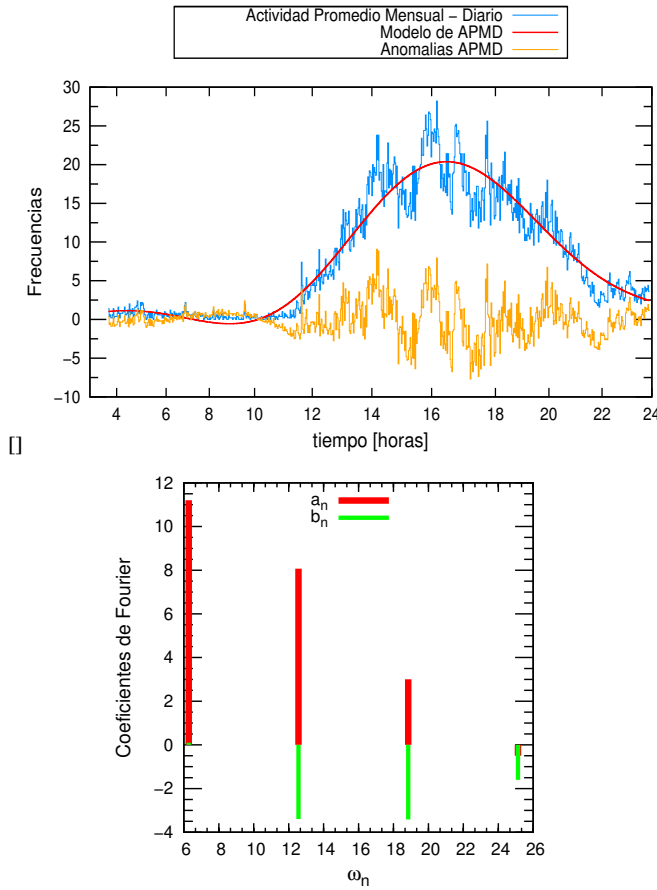 Actividad Promedio Mensual - Diario
Modelo de APMD
Anomalias APMD
30
25
20
15
10
5
0
-5
-10
Frecuencias
4 6 8 10 12 14 16 18 20 22 24
tiempo [horas]
[]
12
10
8
6
4
2
0
-2
-4
Coeficientes de Fourier
a_n
b_n
6 8 10 12 14 16 18 20 22 24 26
ω_n